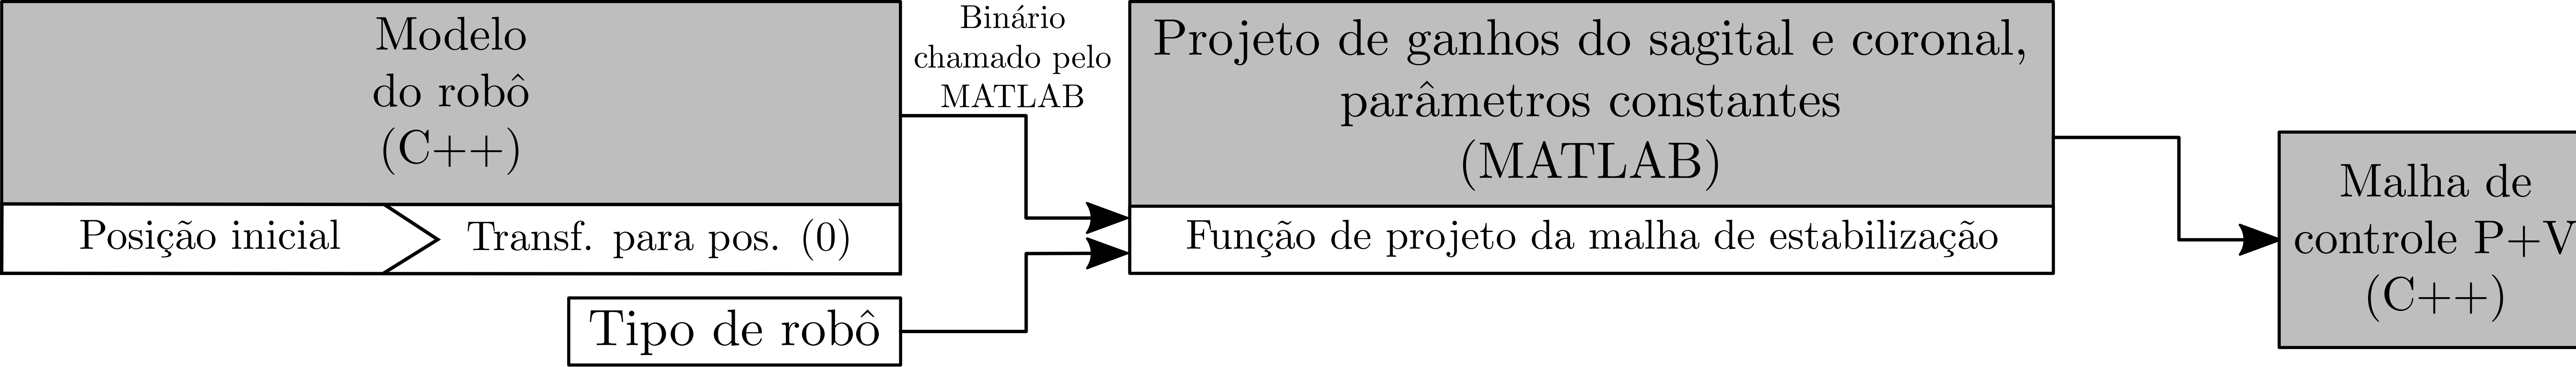 Modelo
do robô
(C++)
Posição inicial
Transf. para pos. (0)
Tipo de robô
Binário
chamado pelo
MATLAB
Projeto de ganhos do sagital e coronal,
parâmetros constantes
(MATLAB)
Função de projeto da malha de estabilização
Malha de
controle P+V
(C++)